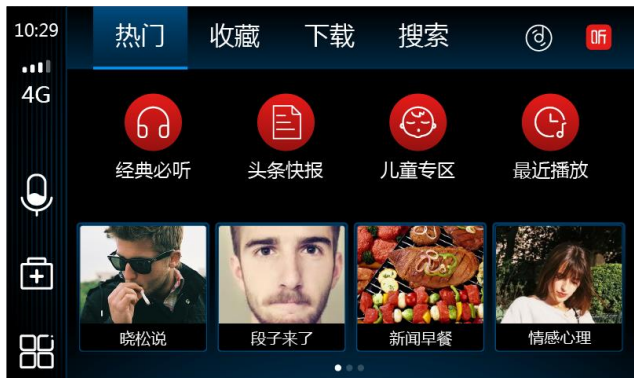 10:29
4G
热门 收藏 下载 搜索 听
经典必听 头条快报 儿童专区 最近播放
晓松说 段子来了 新闻早餐 情感心理